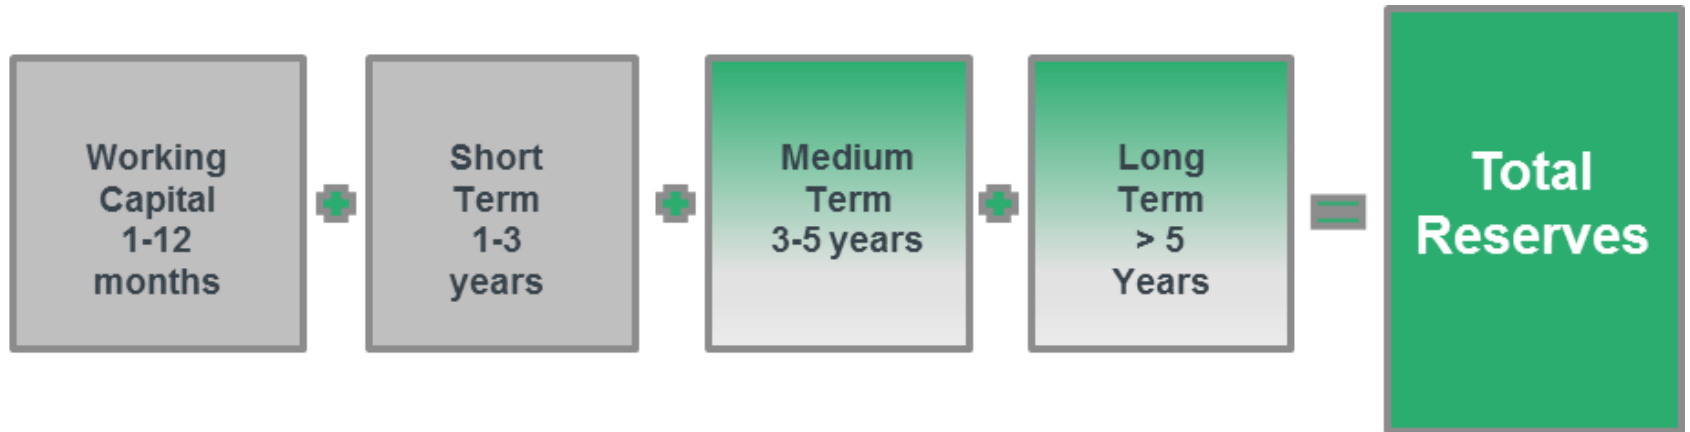 Working
Capital
1-12
months
Short
Term
1-3
years
Medium
Term
3-5 years
Long
Term
> 5
Years
Total
Reserves